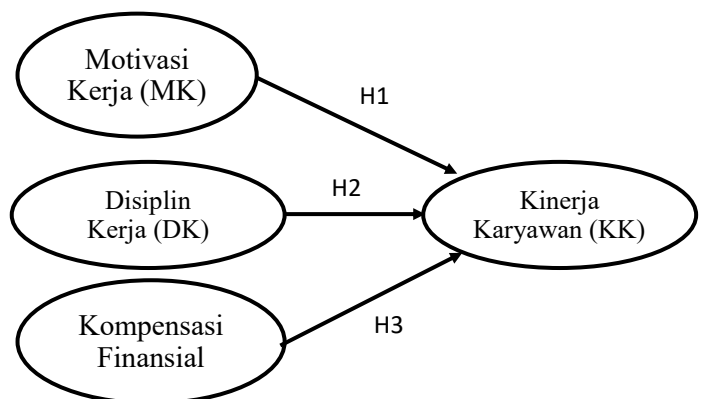 Motivasi
Kerja (MK)
H1
Disiplin
Kerja (DK)
H2
Kinerja
Karyawan (KK)
Kompensasi
Finansial
H3